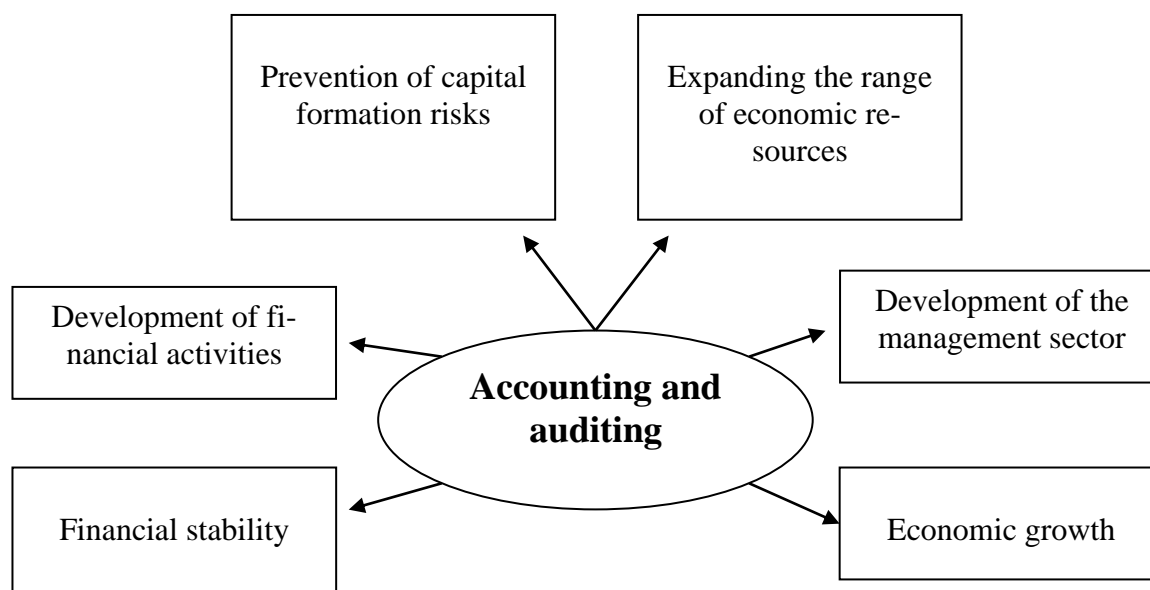 Prevention of capital
formation risks
Expanding the range
of economic re-
sources
Development of fi-
nancial activities
Development of the
management sector
Accounting and
auditing
Financial stability
Economic growth